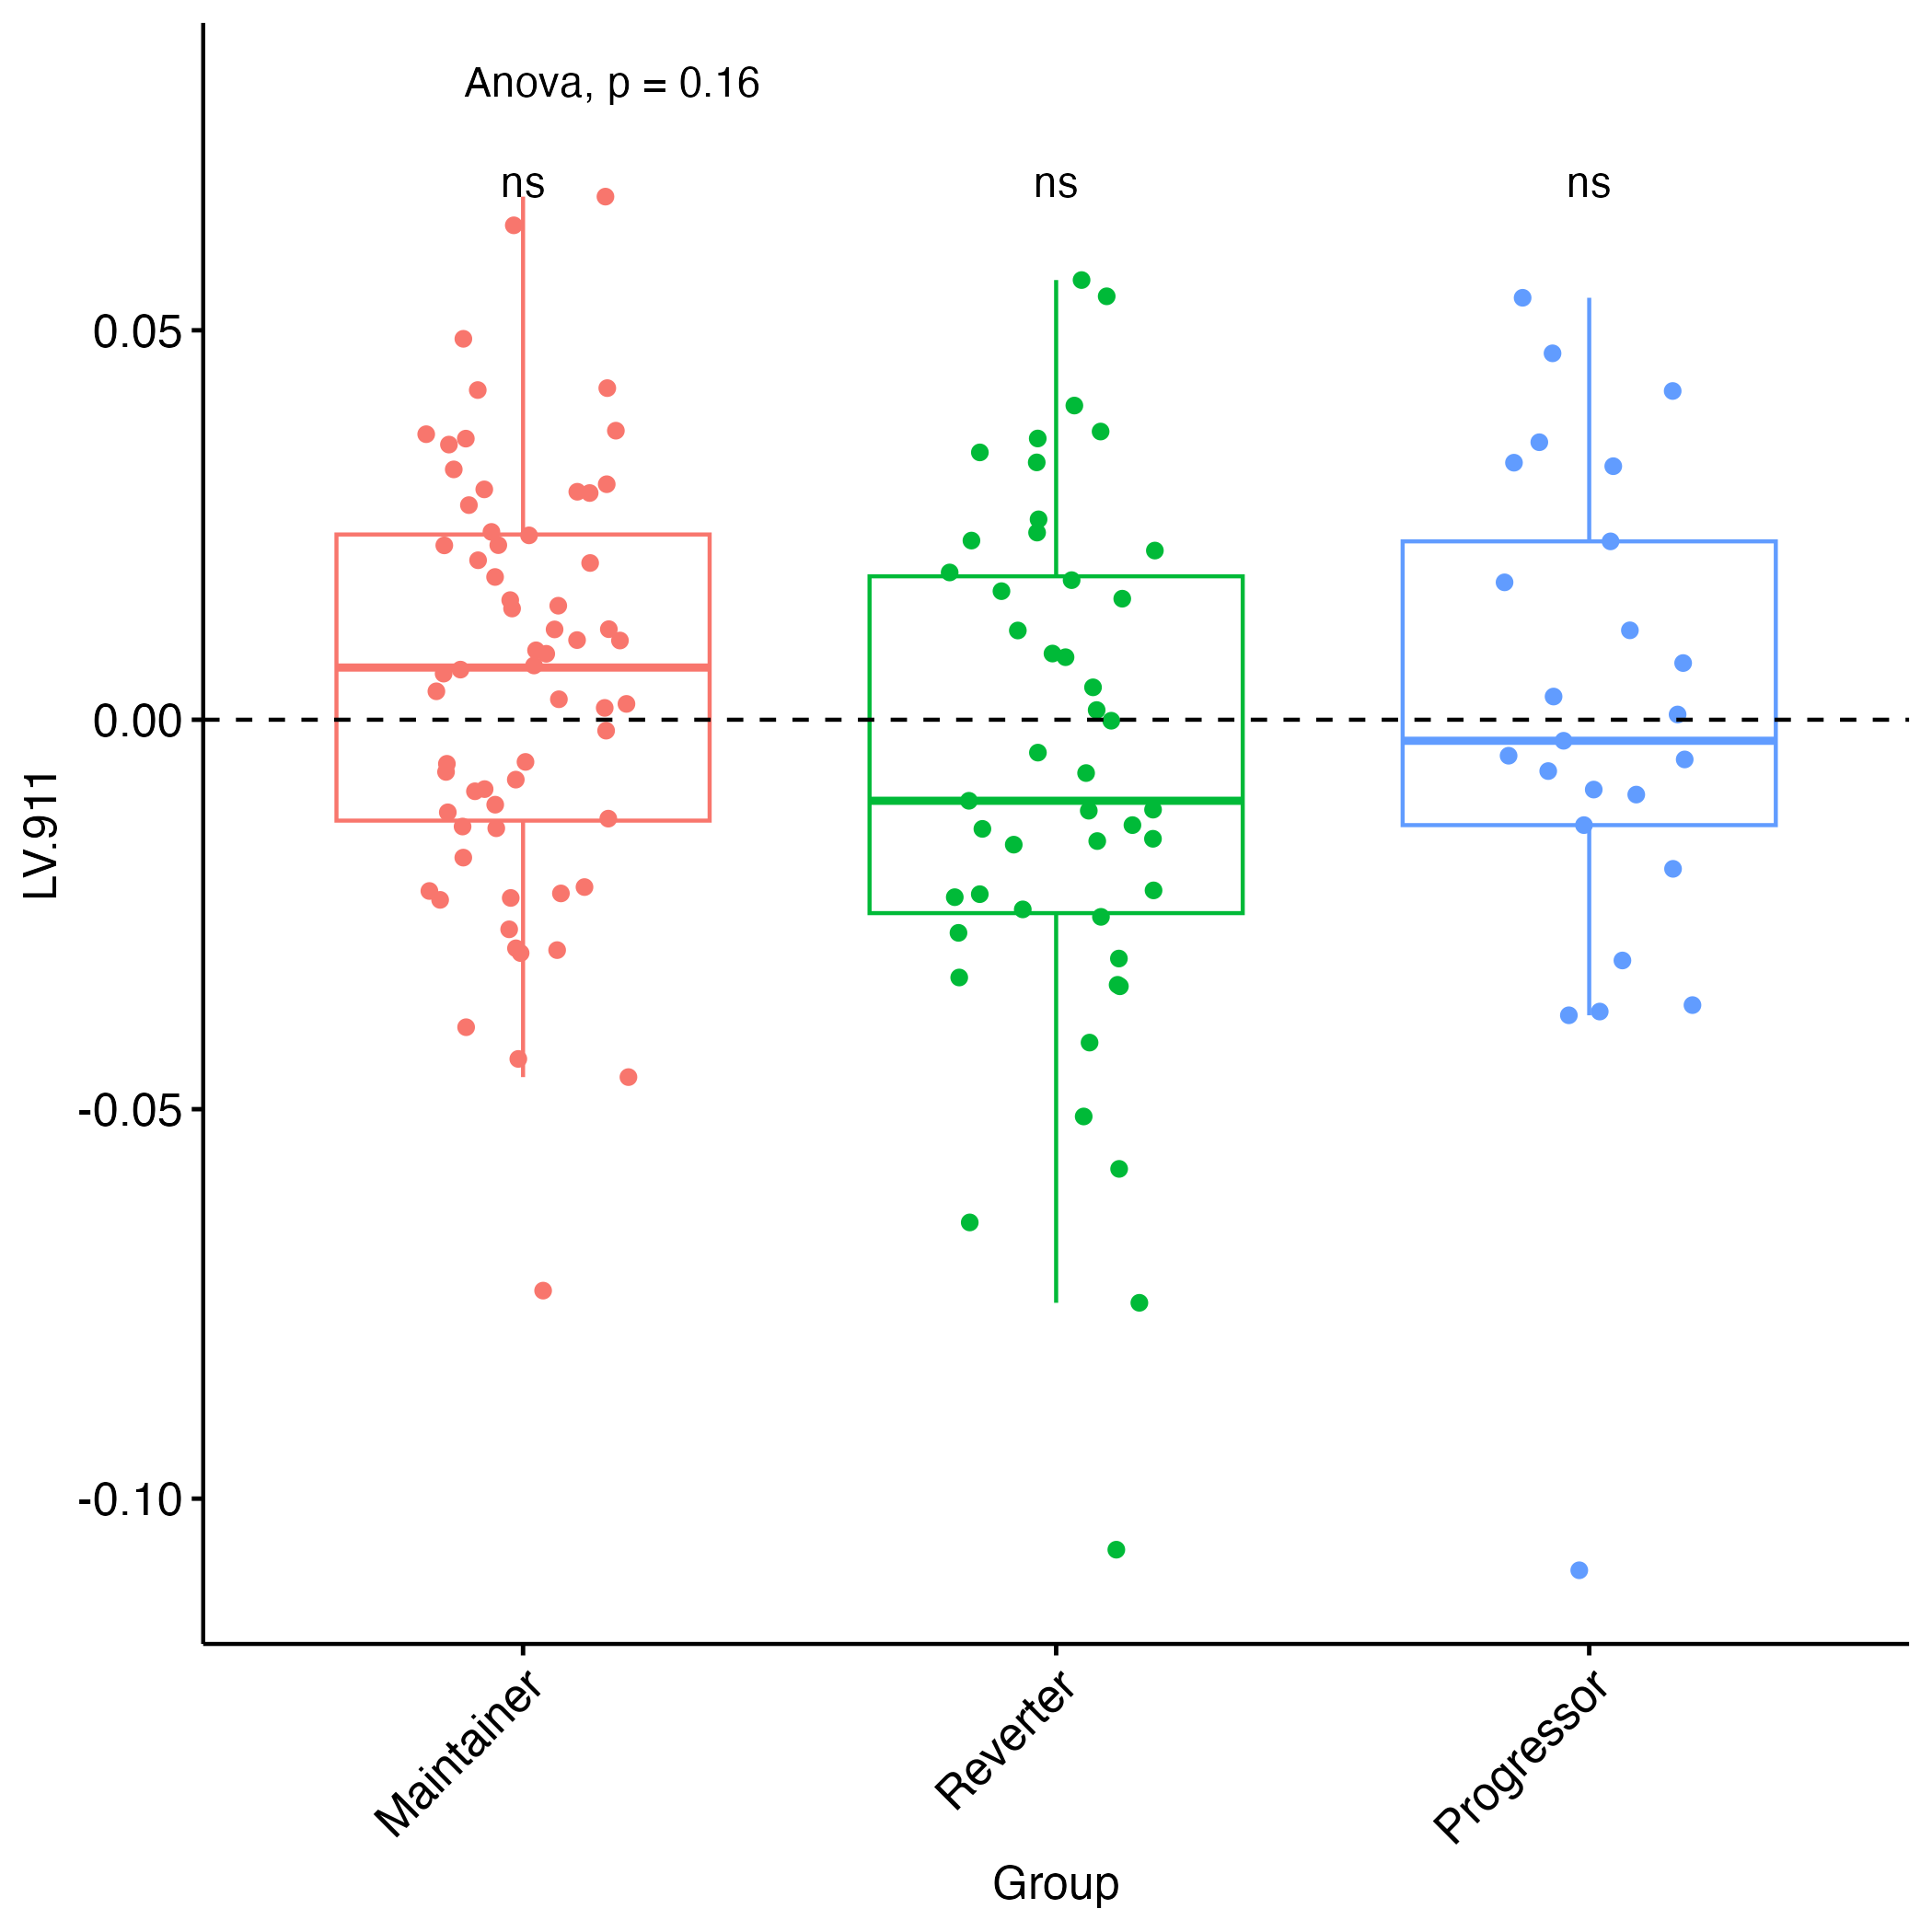 Anova, p = 0.16
ns
ns
ns
0.05
0.00
-0.05
-0.10
LV.911
Maintainer
Reverter
Progressor
Group